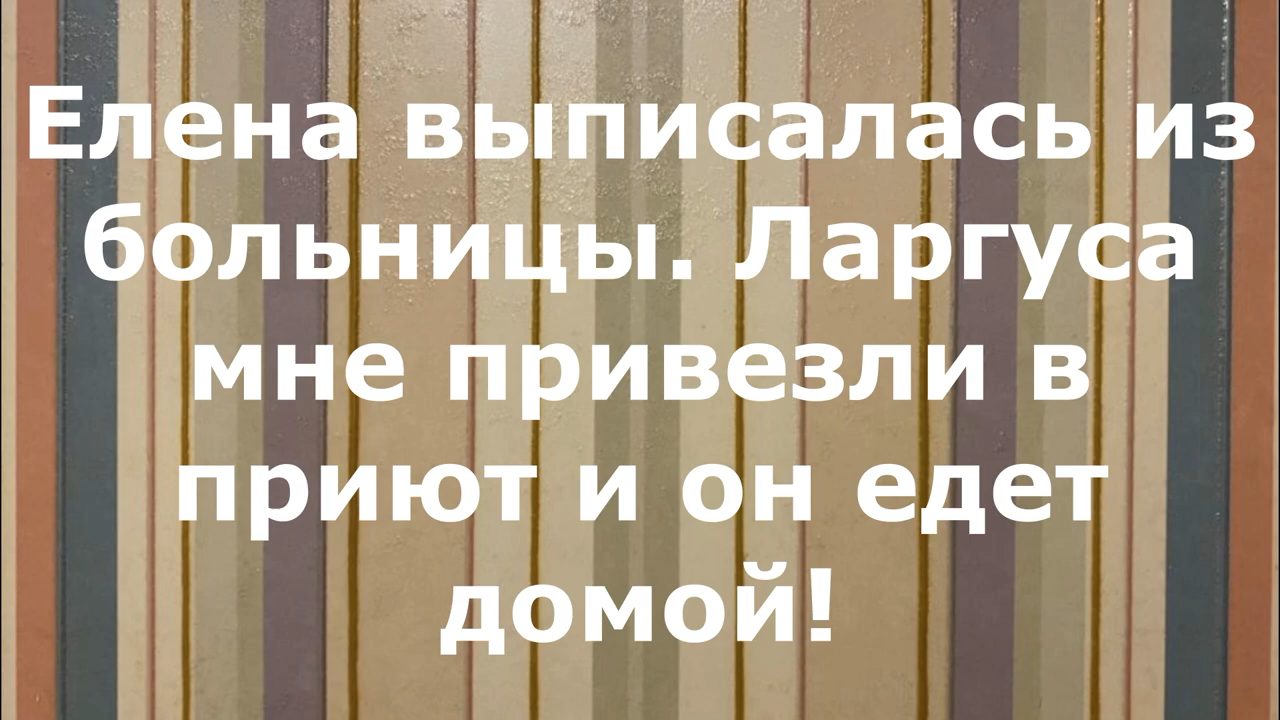 Елена выписалась из
больницы. Ларгуса
мне привезли в
приют и он едет
домой!